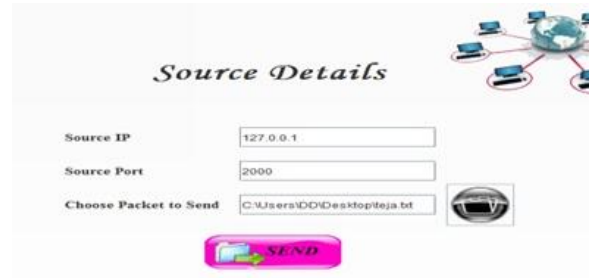 Source Details
Source IP 127.0.0.1
Source Port 2000
Choose Packet to Send C:\Users\DD\Desktop\teja.txt
SEND